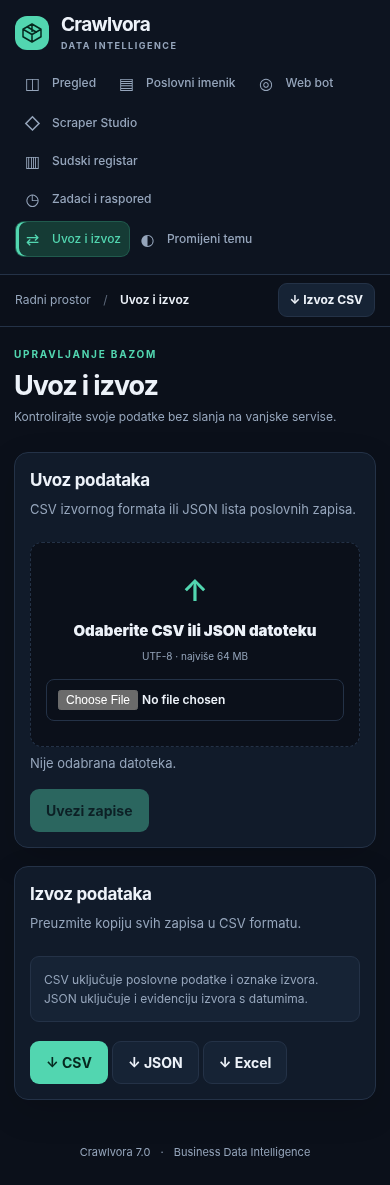 Crawlvora
DATA INTELLIGENCE
Pregled
Poslovni imenik
Web bot
Scraper Studio
Sudski registar
Zadaci i raspored
Uvoz i izvoz
Promijeni temu
Radni prostor / Uvoz i izvoz
↓ Izvoz CSV
UPRAVLJANJE BAZOM
Uvoz i izvoz
Kontrolirajte svoje podatke bez slanja na vanjske servise.
Uvoz podataka
CSV izvornog formata ili JSON lista poslovnih zapisa.
↑
Odaberite CSV ili JSON datoteku
UTF-8 · najviše 64 MB
Choose File No file chosen
Nije odabrana datoteka.
Uvezi zapise
Izvoz podataka
Preuzmite kopiju svih zapisa u CSV formatu.
CSV uključuje poslovne podatke i oznake izvora.
JSON uključuje i evidenciju izvora s datumima.
↓ CSV
↓ JSON
↓ Excel
Crawlvora 7.0 · Business Data Intelligence